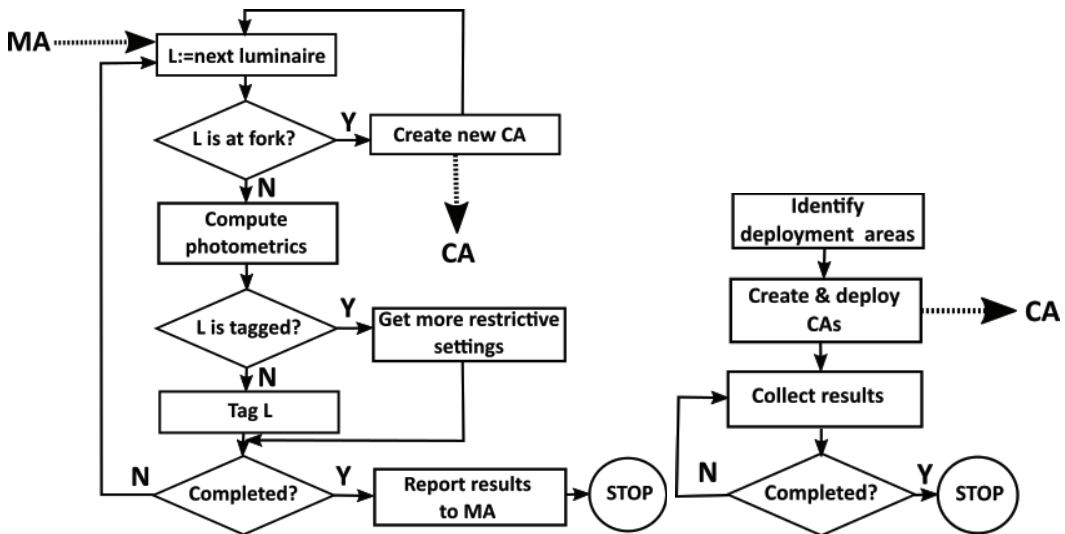 MA
L:=next luminaire
L is at fork?
Y
Create new CA
N
CA
Compute
photometrics
L is tagged?
Y
Get more restrictive
settings
N
Tag L
Completed?
N
Y
Report results
to MA
STOP
Identify
deployment areas
Create & deploy
CAs
CA
Collect results
Completed?
N
Y
STOP